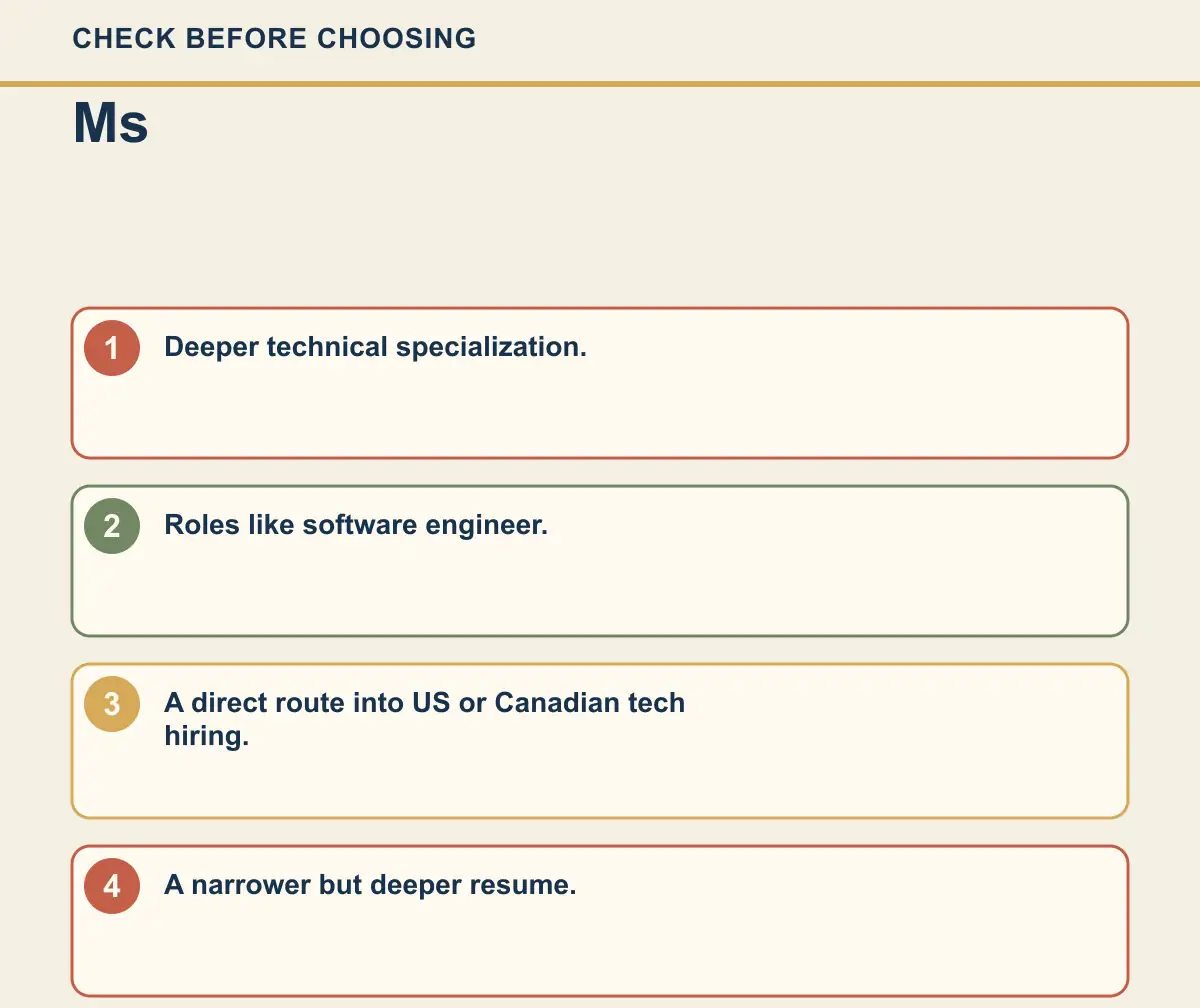 CHECK BEFORE CHOOSING
Ms
1
Deeper technical specialization.
2
Roles like software engineer.
3
A direct route into US or Canadian tech
hiring.
4
A narrower but deeper resume.